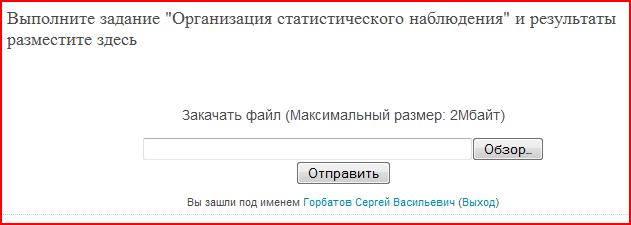 Выполните задание "Организация статистического наблюдения" и результаты
разместите здесь
Закачать файл (Максимальный размер: 2Мбайт)
Обзор...
Отправить
Вы зашли под именем Горбатов Сергей Васильевич (Выход)